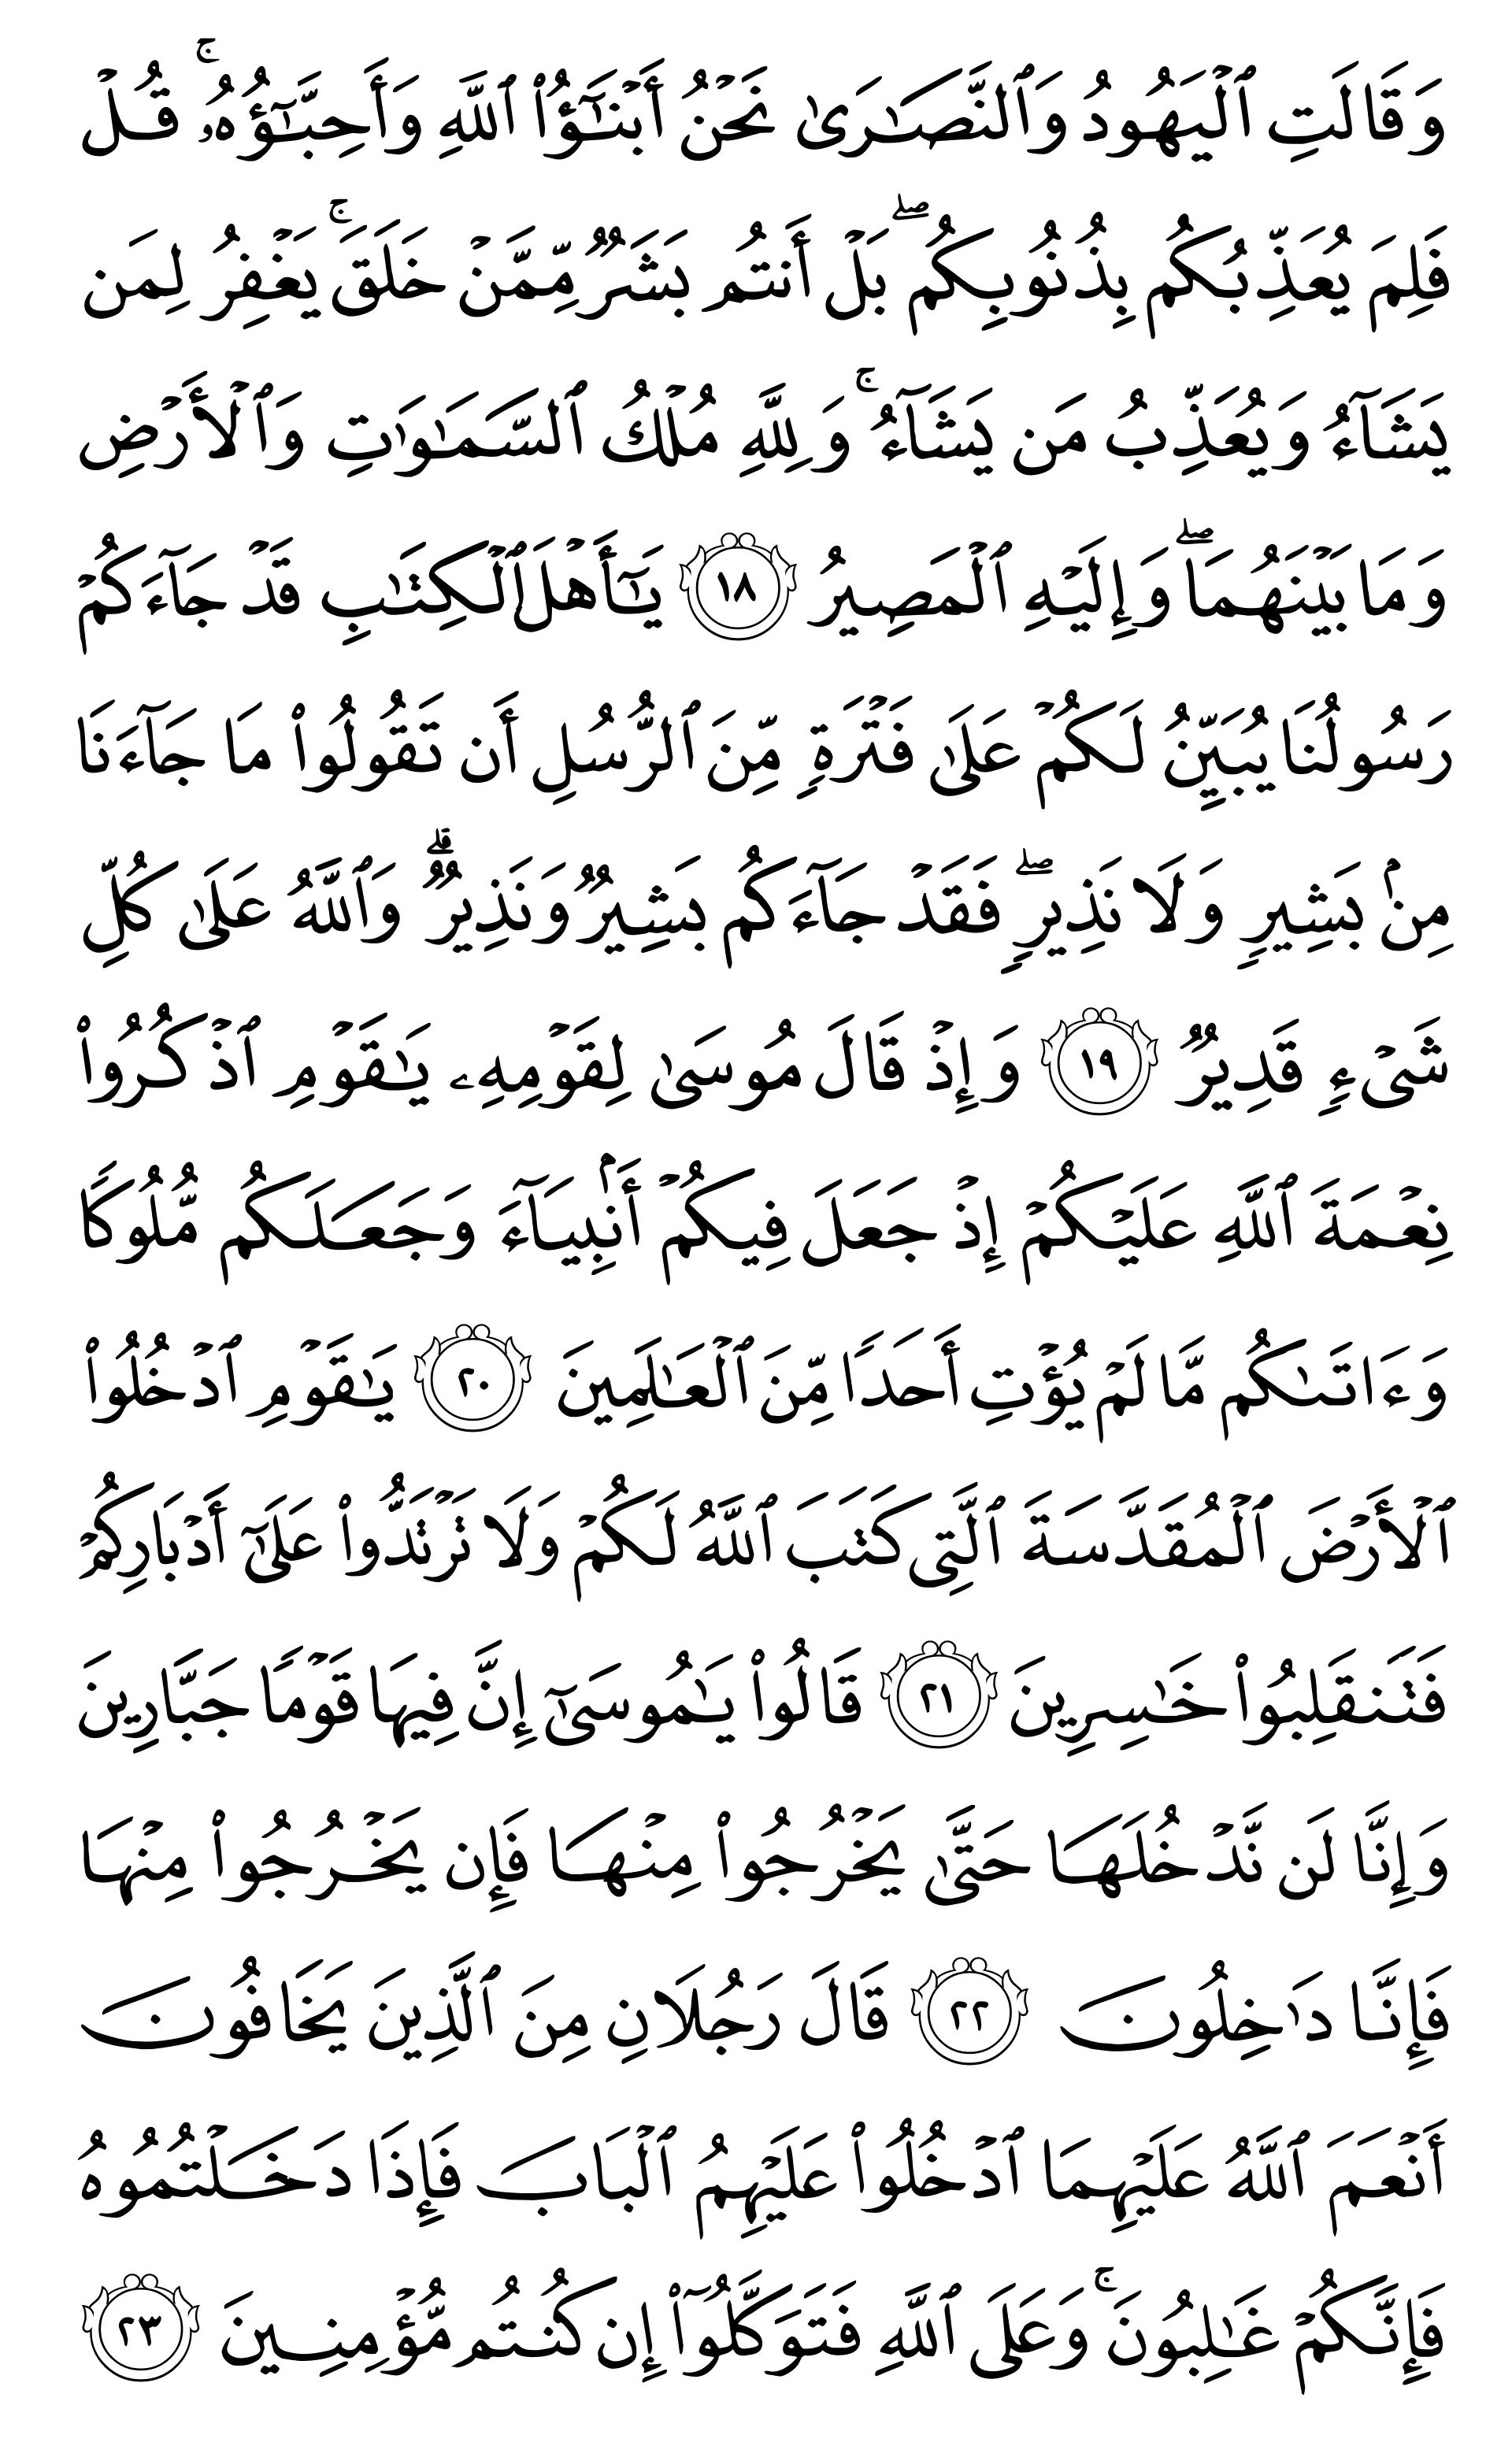 وَقَالَتِ ٱلۡيَهُودُ وَٱلنَّصَٰرَىٰ نَحۡنُ أَبۡنَٰٓؤُاْ ٱللَّهِ وَأَحِبَّٰٓؤُهُۥۚ قُلۡ
فَلِمَ يُعَذِّبُكُم بِذُنُوبِكُمۖ بَلۡ أَنتُم بَشَرٞ مِّمَّنۡ خَلَقَۚ يَغۡفِرُ لِمَن
يَشَآءُ وَيُعَذِّبُ مَن يَشَآءُۚ وَلِلَّهِ مُلۡكُ ٱلسَّمَٰوَٰتِ وَٱلۡأَرۡضِ
وَمَا بَيۡنَهُمَاۖ وَإِلَيۡهِ ٱلۡمَصِيرُ ١٨ يَٰٓأَهۡلَ ٱلۡكِتَٰبِ قَدۡ جَآءَكُمۡ
رَسُولُنَا يُبَيِّنُ لَكُمۡ عَلَىٰ فَتۡرَةٖ مِّنَ ٱلرُّسُلِ أَن تَقُولُواْ مَا جَآءَنَا
مِنۢ بَشِيرٖ وَلَا نَذِيرٖۖ فَقَدۡ جَآءَكُم بَشِيرٞ وَنَذِيرٞۗ وَٱللَّهُ عَلَىٰ كُلِّ
شَيۡءٖ قَدِيرٞ ١٩ وَإِذۡ قَالَ مُوسَىٰ لِقَوۡمِهِۦ يَٰقَوۡمِ ٱذۡكُرُواْ
نِعۡمَةَ ٱللَّهِ عَلَيۡكُمۡ إِذۡ جَعَلَ فِيكُمۡ أَنۢبِيَآءَ وَجَعَلَكُم مُّلُوكٗا
وَءَاتَىٰكُم مَّا لَمۡ يُؤۡتِ أَحَدٗا مِّنَ ٱلۡعَٰلَمِينَ ٢٠ يَٰقَوۡمِ ٱدۡخُلُواْ
ٱلۡأَرۡضَ ٱلۡمُقَدَّسَةَ ٱلَّتِي كَتَبَ ٱللَّهُ لَكُمۡ وَلَا تَرۡتَدُّواْ عَلَىٰٓ أَدۡبَارِكُمۡ
فَتَنقَلِبُواْ خَٰسِرِينَ ٢١ قَالُواْ يَٰمُوسَىٰٓ إِنَّ فِيهَا قَوۡمٗا جَبَّارِينَ
وَإِنَّا لَن نَّدۡخُلَهَا حَتَّىٰ يَخۡرُجُواْ مِنۡهَا فَإِن يَخۡرُجُواْ مِنۡهَا
فَإِنَّا دَٰخِلُونَ ٢٢ قَالَ رَجُلَانِ مِنَ ٱلَّذِينَ يَخَافُونَ
أَنۡعَمَ ٱللَّهُ عَلَيۡهِمَا ٱدۡخُلُواْ عَلَيۡهِمُ ٱلۡبَابَ فَإِذَا دَخَلۡتُمُوهُ
فَإِنَّكُمۡ غَٰلِبُونَۚ وَعَلَى ٱللَّهِ فَتَوَكَّلُوٓاْ إِن كُنتُم مُّؤۡمِنِينَ ٢٣